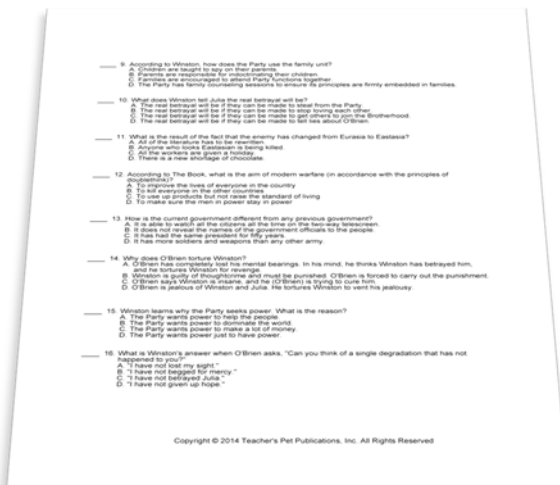 ____ 9. According to Winston, how does the Party use the family unit?
A. Children are taught to spy on their parents.
B. Parents are responsible for indoctrinating their children.
C. Families are encouraged to attend Party functions together.
D. The Party has family counseling sessions to ensure its principles are firmly embedded in families.
____ 10. What does Winston tell Julia the real betrayal will be?
A. The real betrayal will be if they can be made to steal from the Party.
B. The real betrayal will be if they can be made to stop loving each other.
C. The real betrayal will be if they can be made to get others to join the Brotherhood.
D. The real betrayal will be if they can be made to tell lies about O'Brien.
____ 11. What is the result of the fact that the enemy has changed from Eurasia to Eastasia?
A. All of the literature has to be rewritten.
B. Anyone who looks Eastasian is being killed.
C. All the workers are given a holiday.
D. There is a new shortage of chocolate.
____ 12. According to The Book, what is the aim of modern warfare (in accordance with the principles of
doublethink)?
A. To improve the lives of everyone in the country
B. To kill everyone in the other countries
C. To use up products but not raise the standard of living
D. To make sure the men in power stay in power
____ 13. How is the current government different from any previous government?
A. It is able to watch all the citizens all the time on the two-way telescreen.
B. It does not reveal the names of the government officials to the people.
C. It has had the same president for fifty years.
D. It has more soldiers and weapons than any other army.
____ 14. Why does O'Brien torture Winston?
A. O'Brien has completely lost his mental bearings. In his mind, he thinks Winston has betrayed him,
and he tortures Winston for revenge.
B. Winston is guilty of thoughtcrime and must be punished. O'Brien is forced to carry out the punishment.
C. O'Brien says Winston is insane, and he (O'Brien) is trying to cure him.
D. O'Brien is jealous of Winston and Julia. He tortures Winston to vent his jealousy.
____ 15. Winston learns why the Party seeks power. What is the reason?
A. The Party wants power to help the people.
B. The Party wants power to dominate the world.
C. The Party wants power to make a lot of money.
D. The Party wants power just to have power.
____ 16. What is Winston's answer when O'Brien asks, "Can you think of a single degradation that has not
happened to you?"
A. "I have not lost my sight."
B. "I have not begged for mercy."
C. "I have not betrayed Julia."
D. "I have not given up hope."
Copyright © 2014 Teacher's Pet Publications, Inc. All Rights Reserved